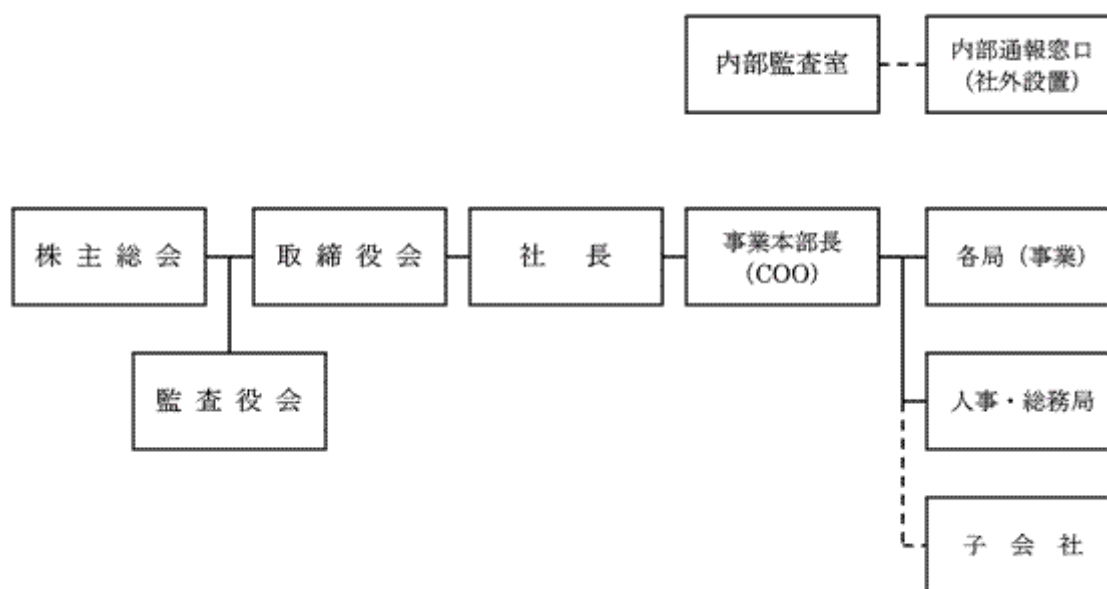 内部監査室
内部通報窓口
(社外設置)
株主総会
取締役会
社長
事業本部長
(COO)
各局(事業)
監査役会
人事・総務局
子会社